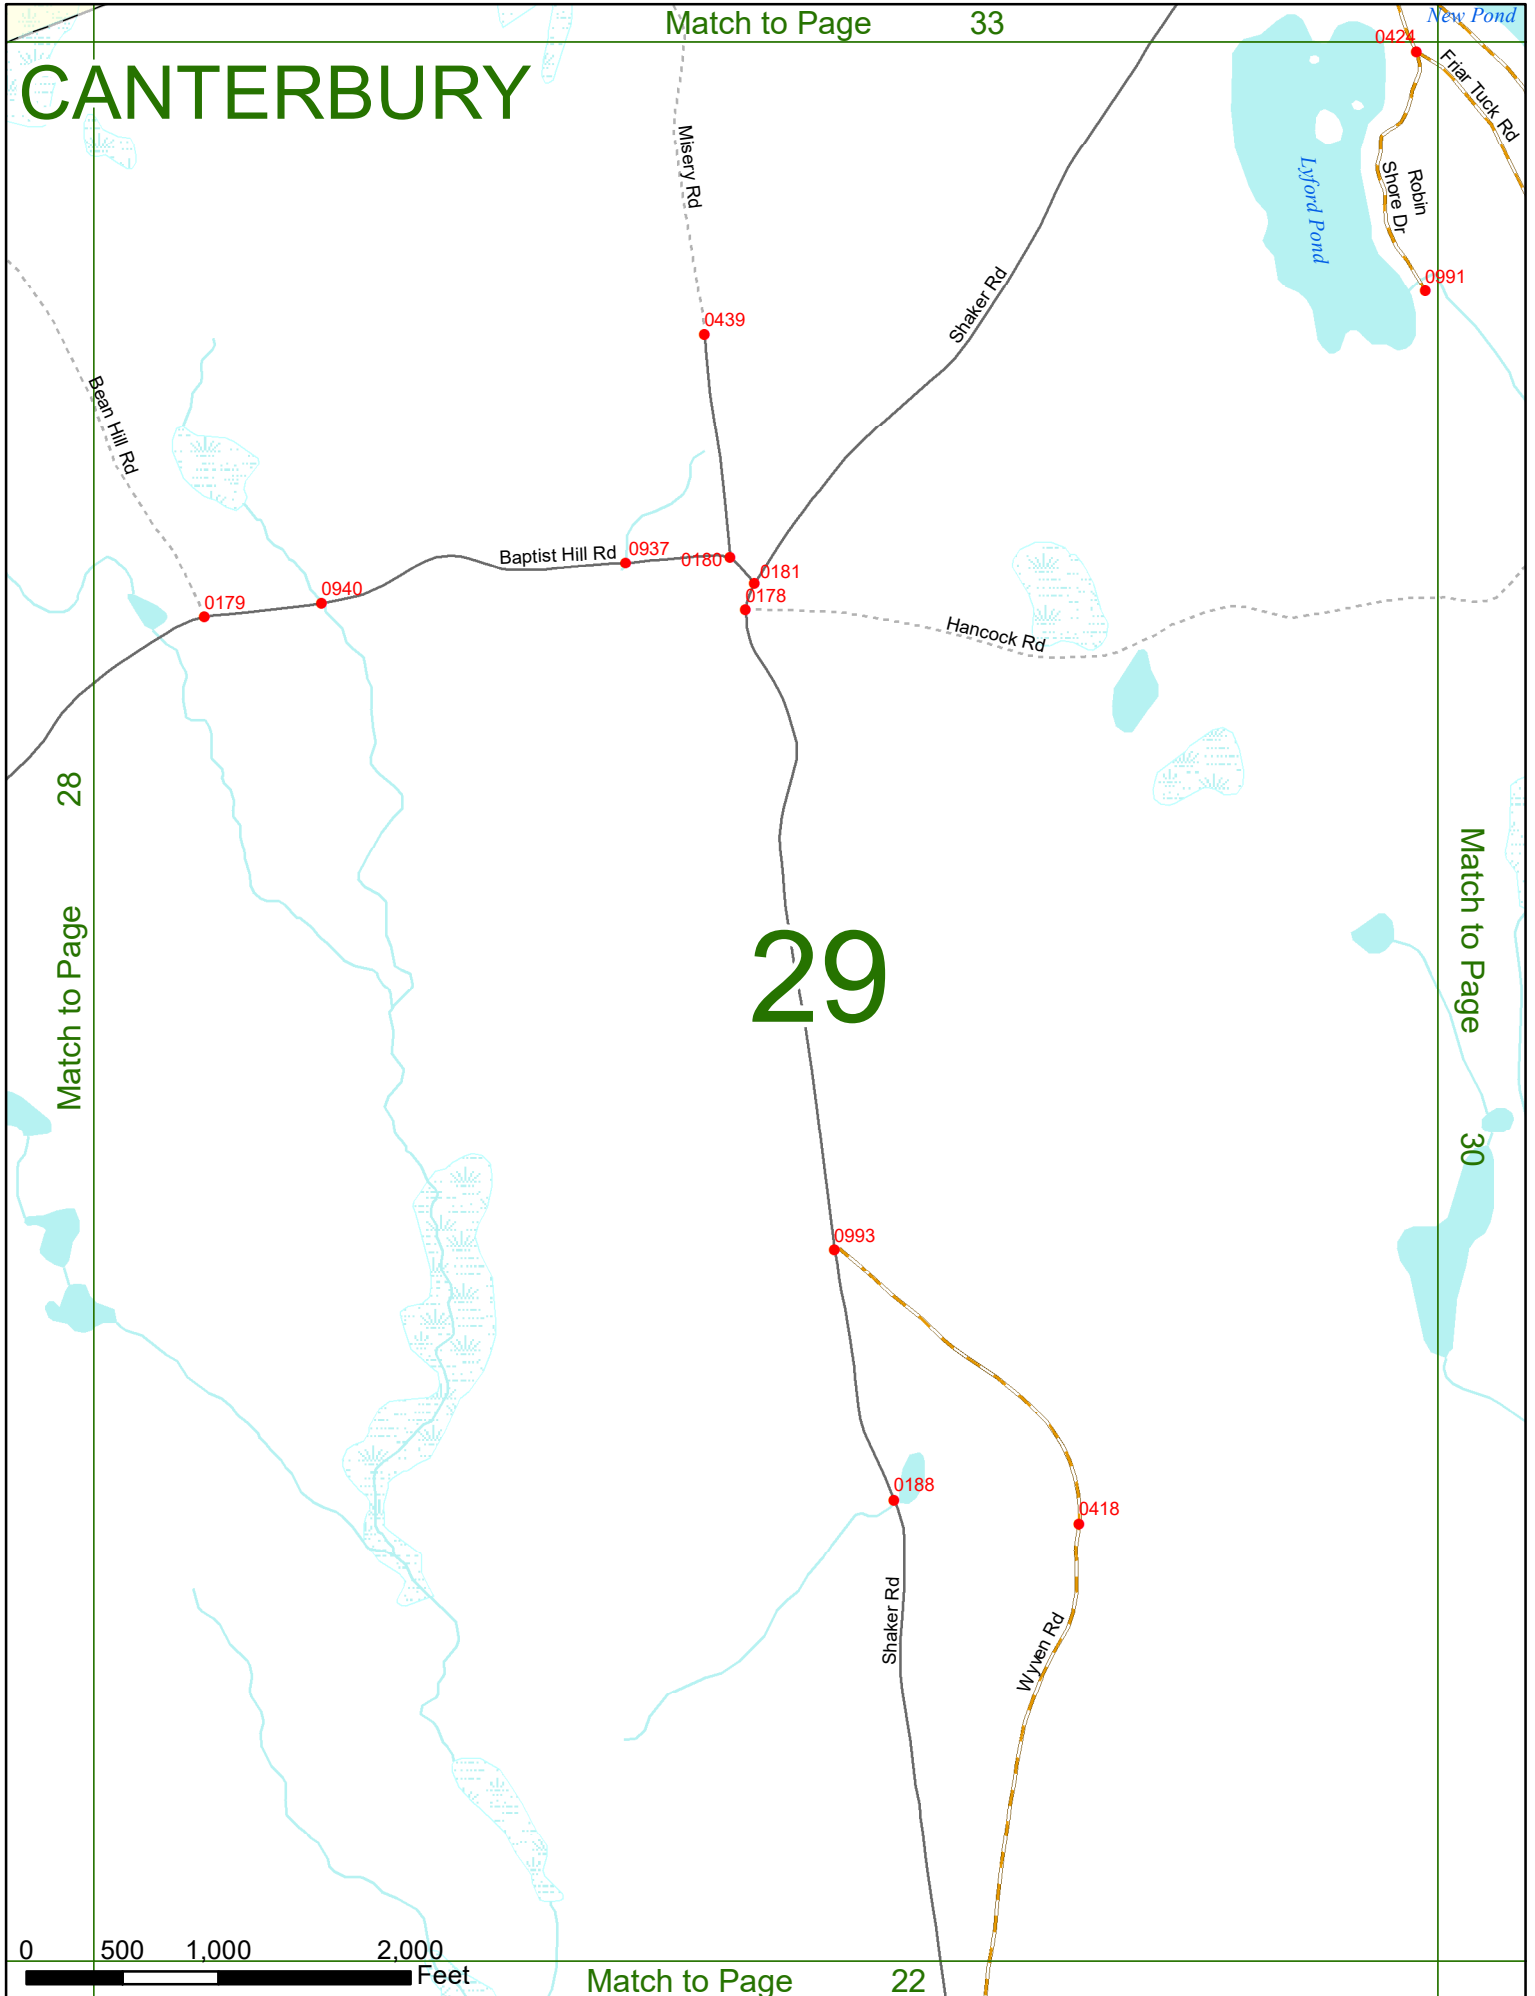 Match to Page 33
New Pond
CANTERBURY
0424
Friar Tuck Rd
Misery Rd
Lyford Pond
Robin
Shore Dr
0991
Shaker Rd
0439
Bean Hill Rd
Baptist Hill Rd
0937
0180
0181
0178
0940
0179
Hancock Rd
Match to Page 28
29
Match to Page 30
0993
0188
0418
Shaker Rd
Wyven Rd
0 500 1,000 2,000
Feet
Match to Page 22